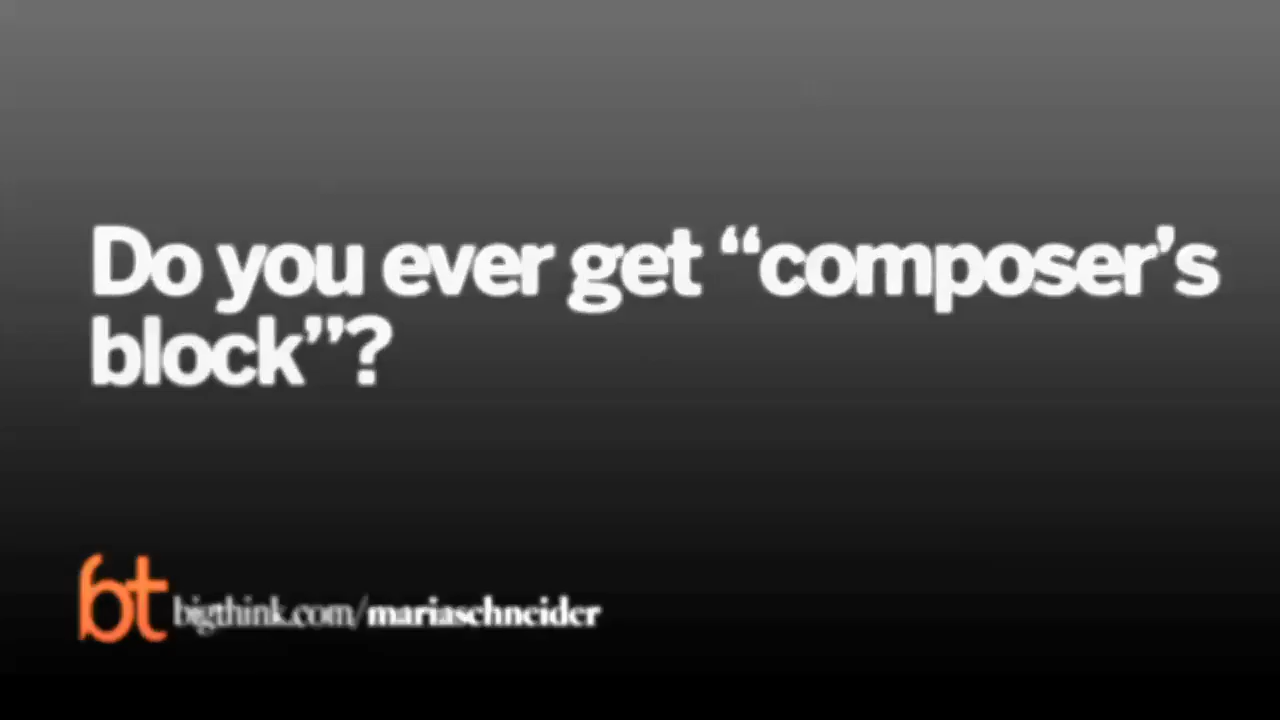 Do you ever get “composer’s
block”?
bt bigthink.com/mariaschneider